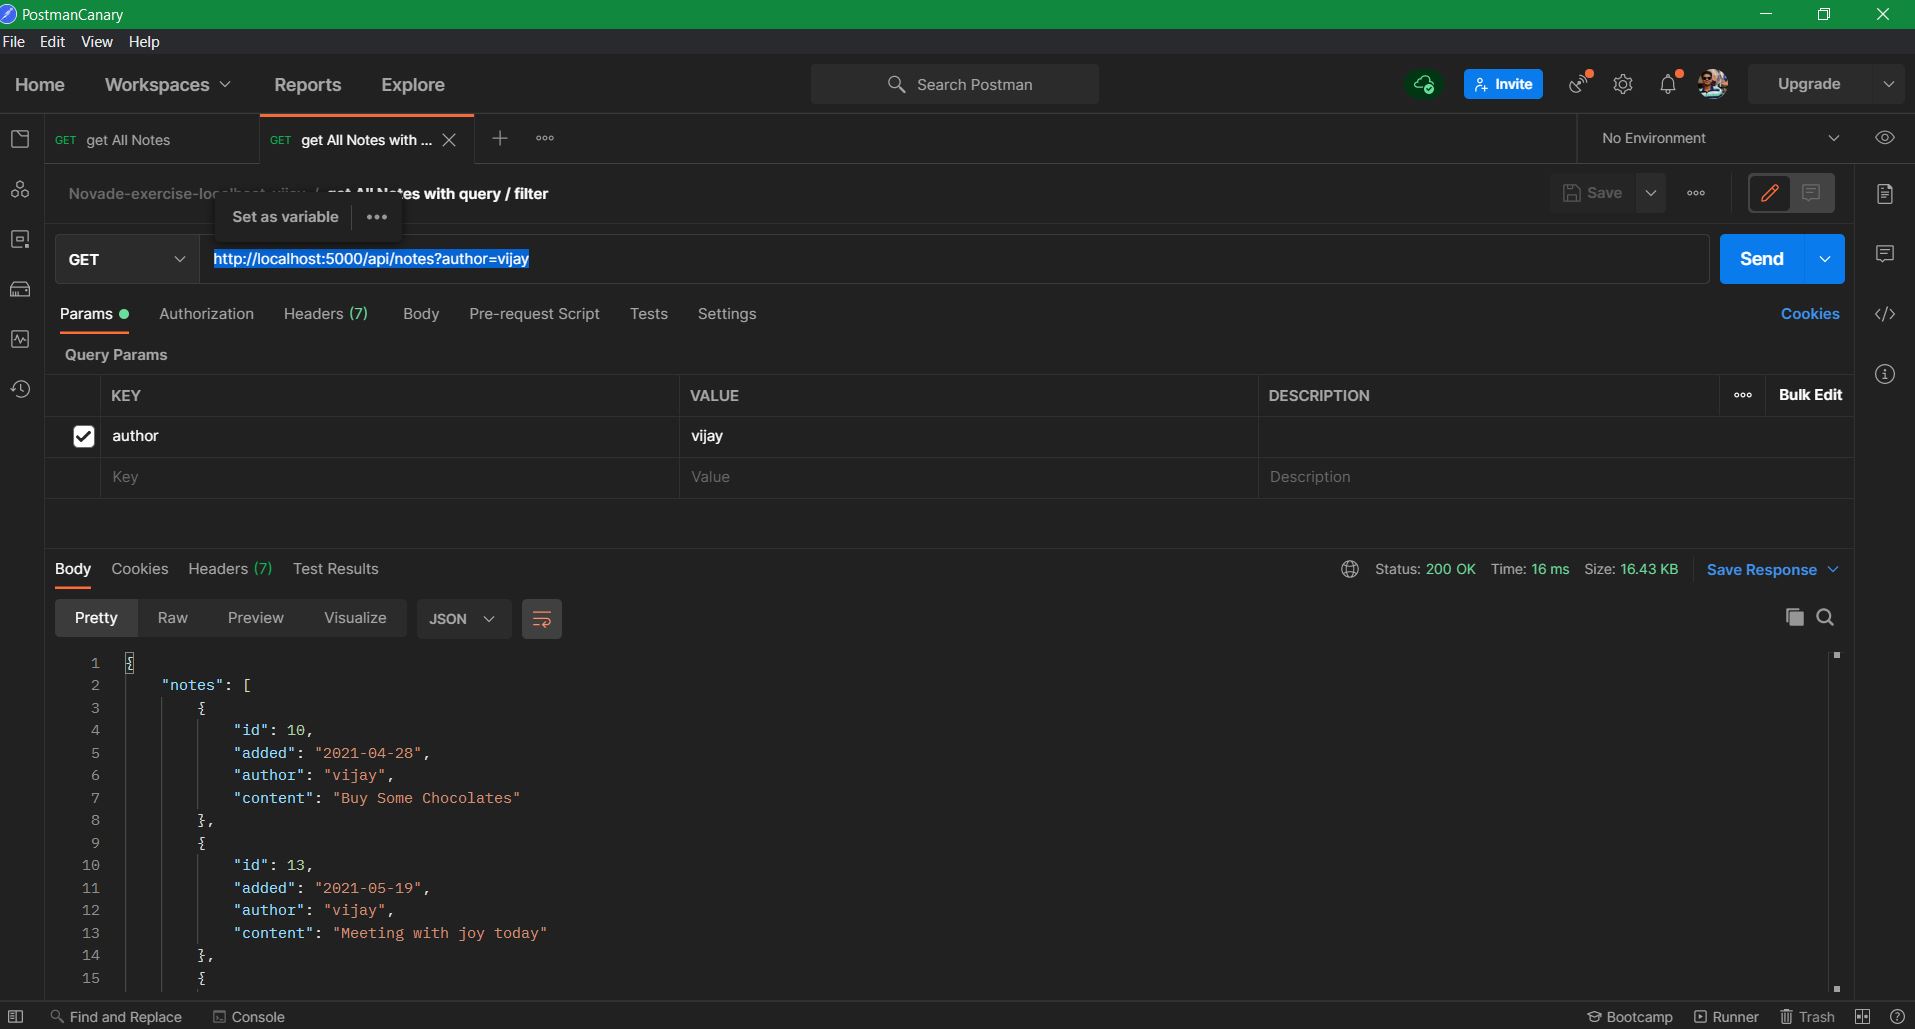 PostmanCanary
File Edit View Help
Home Workspaces Reports Explore Search Postman Invite Upgrade
GET get All Notes GET get All Notes with ... No Environment
get All Notes with query / filter Save
Set as variable
GET http://localhost:5000/api/notes?author=vijay Send
Params Authorization Headers (7) Body Pre-request Script Tests Settings Cookies
Query Params
KEY VALUE DESCRIPTION Bulk Edit
author vijay
Key Value Description
Body Cookies Headers (7) Test Results Status: 200 OK Time: 16 ms Size: 16.43 KB Save Response
Pretty Raw Preview Visualize JSON
1 {
2 "notes": [
3 {
4 "id": 10,
5 "added": "2021-04-28",
6 "author": "vijay",
7 "content": "Buy Some Chocolates"
8 },
9 {
10 "id": 13,
11 "added": "2021-05-19",
12 "author": "vijay",
13 "content": "Meeting with joy today"
14 },
15 {
Find and Replace Console Bootcamp Runner Trash